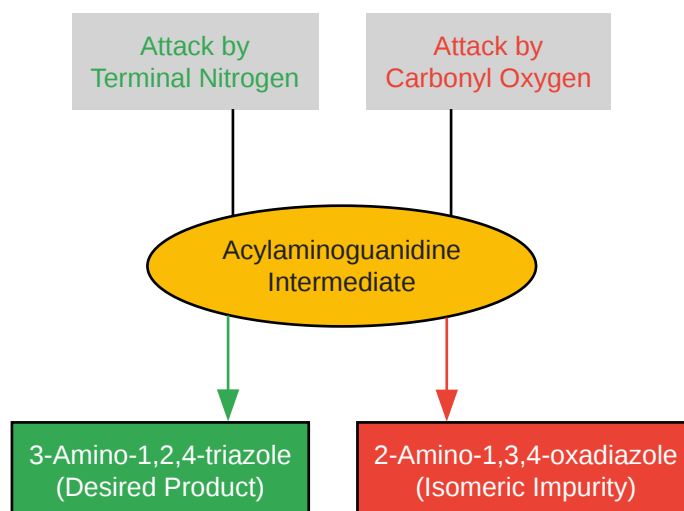 Attack by
Terminal Nitrogen
Attack by
Carbonyl Oxygen
Acylaminoguanidine
Intermediate
3-Amino-1,2,4-triazole
(Desired Product)
2-Amino-1,3,4-oxadiazole
(Isomeric Impurity)